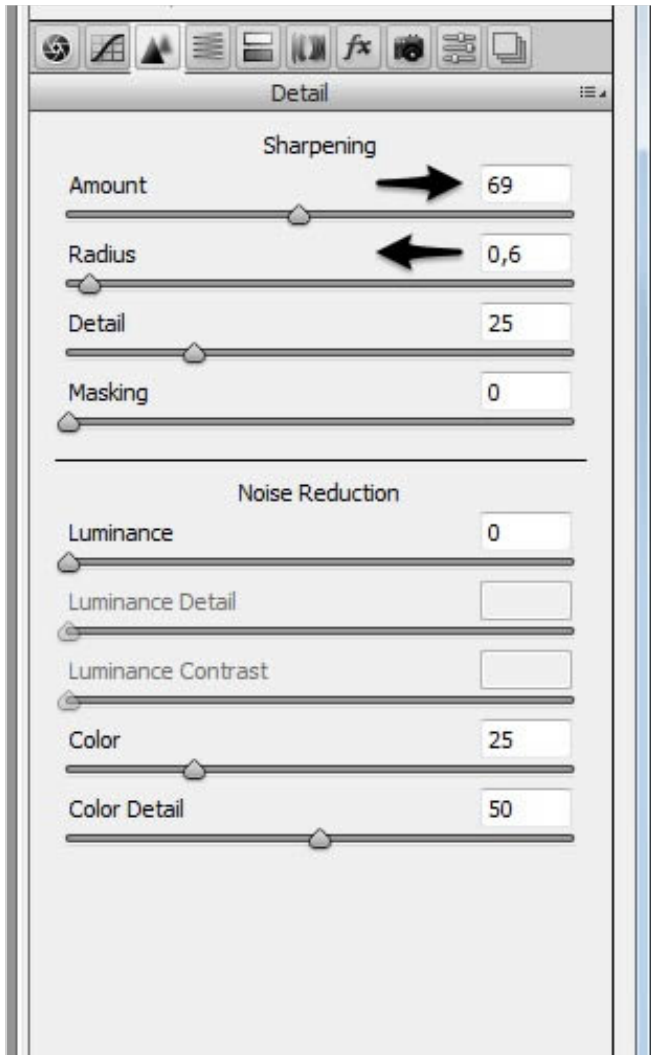 fx
Detail
Sharpening
Amount 69
Radius 0,6
Detail 25
Masking 0
Noise Reduction
Luminance 0
Luminance Detail
Luminance Contrast
Color 25
Color Detail 50